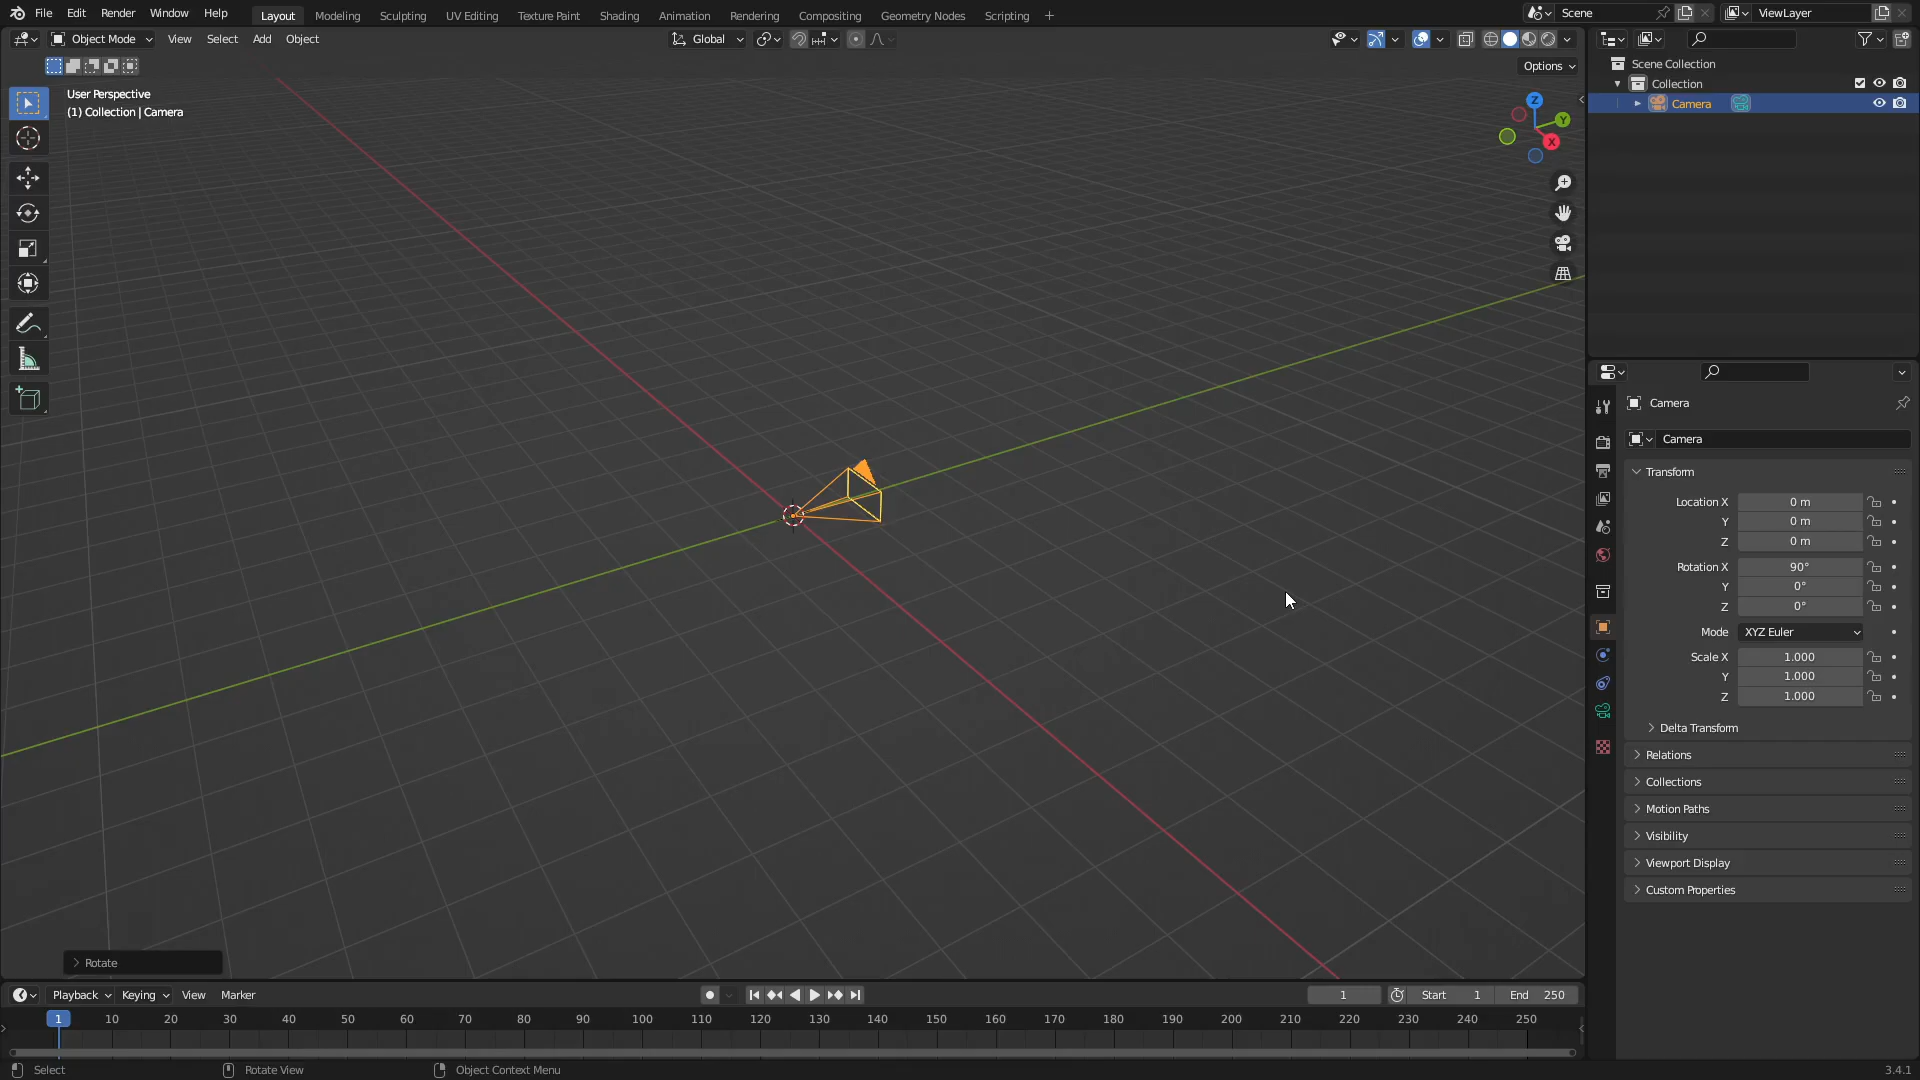 File Edit Render Window Help Layout Modeling Sculpting UV Editing Texture Paint Shading Animation Rendering Compositing Geometry Nodes Scripting + Scene ViewLayer
Object Mode View Select Add Object Global
Options
User Perspective
(1) Collection | Camera
Z
Y
X
Scene Collection
Collection
Camera
Camera
Camera
Transform
Location X 0 m
Y 0 m
Z 0 m
Rotation X 90°
Y 0°
Z 0°
Mode XYZ Euler
Scale X 1.000
Y 1.000
Z 1.000
Delta Transform
Relations
Collections
Motion Paths
Visibility
Viewport Display
Custom Properties
Rotate
Playback Keying View Marker 1 Start 1 End 250
1 10 20 30 40 50 60 70 80 90 100 110 120 130 140 150 160 170 180 190 200 210 220 230 240 250
Select Rotate View Object Context Menu 3.4.1